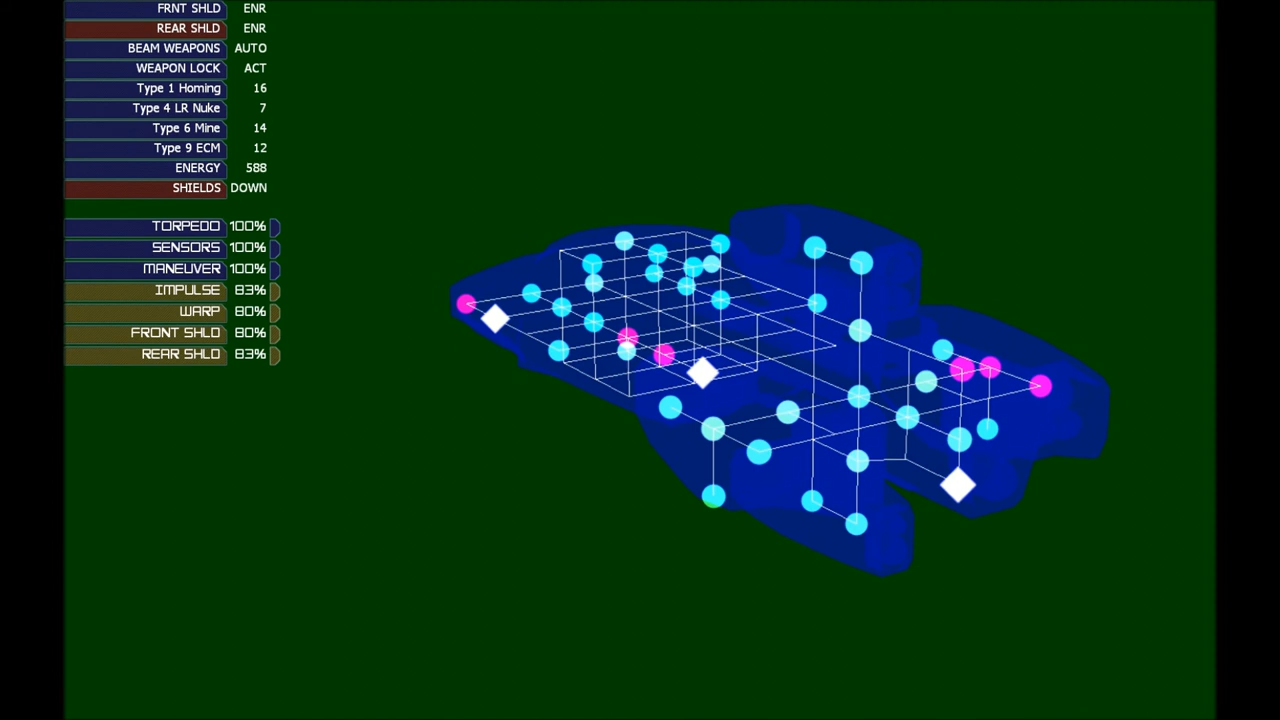 FRNT SHLD ENR
REAR SHLD ENR
BEAM WEAPONS AUTO
WEAPON LOCK ACT
Type 1 Homing 16
Type 4 LR Nuke 7
Type 6 Mine 14
Type 9 ECM 12
ENERGY 588
SHIELDS DOWN
TORPEDO 100%
SENSORS 100%
MANEUVER 100%
IMPULSE 83%
WARP 80%
FRONT SHLD 80%
REAR SHLD 83%